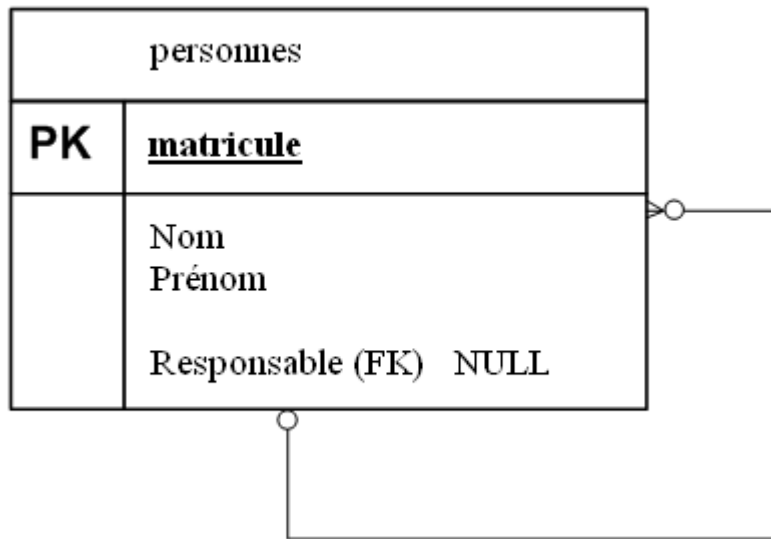 personnes
PK matricule
Nom
Prénom
Responsable (FK) NULL